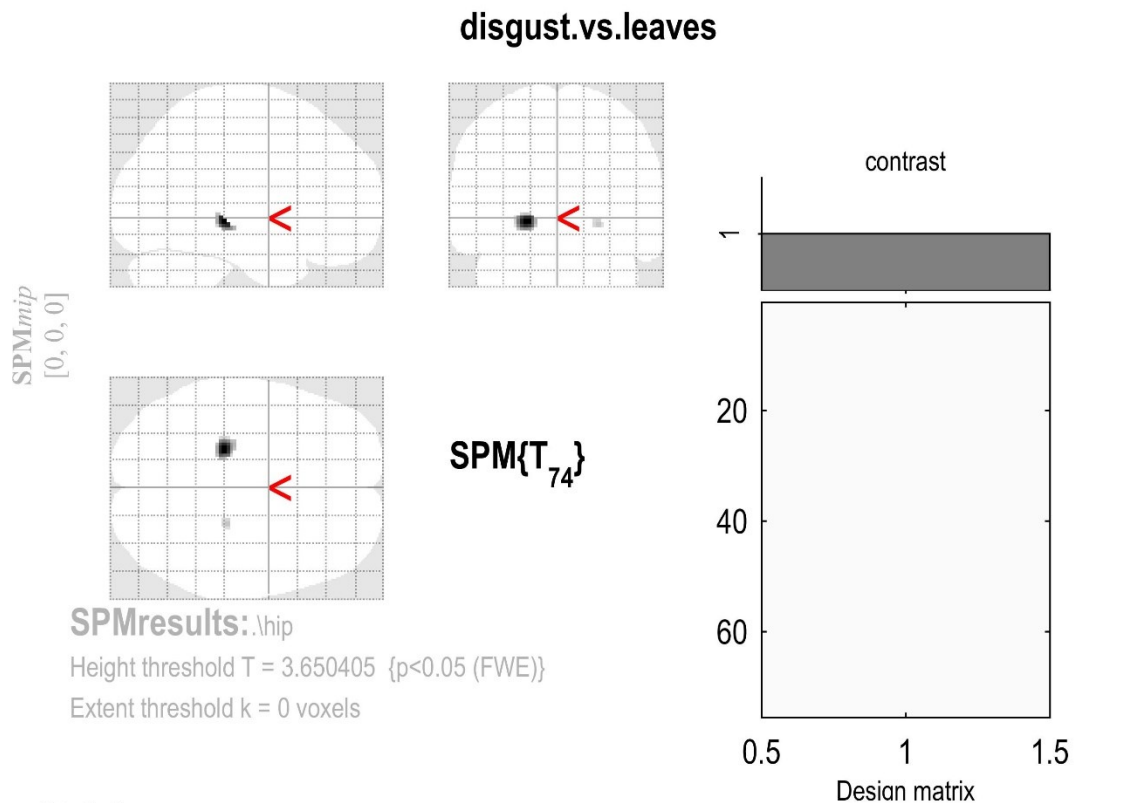 disgust.vs.leaves
SPMmip
[0, 0, 0]
<
<
<
SPM{T74}
SPMresults:.\hip
Height threshold T = 3.650405 {p<0.05 (FWE)}
Extent threshold k = 0 voxels
contrast
1
20
40
60
0.5 1 1.5
Design matrix